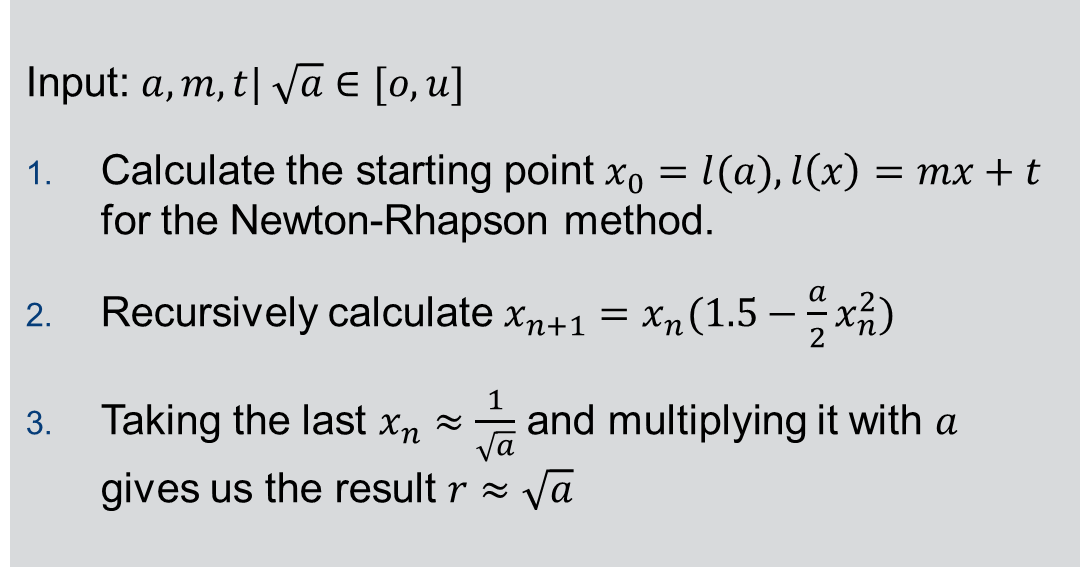 Input: a, m, t| √a ∈ [o, u]
1. Calculate the starting point x₀ = l(a), l(x) = mx + t
for the Newton-Rhapson method.
2. Recursively calculate xₙ₊₁ = xₙ(1.5 − a/2 xₙ²)
3. Taking the last xₙ ≈ 1/√a and multiplying it with a
gives us the result r ≈ √a